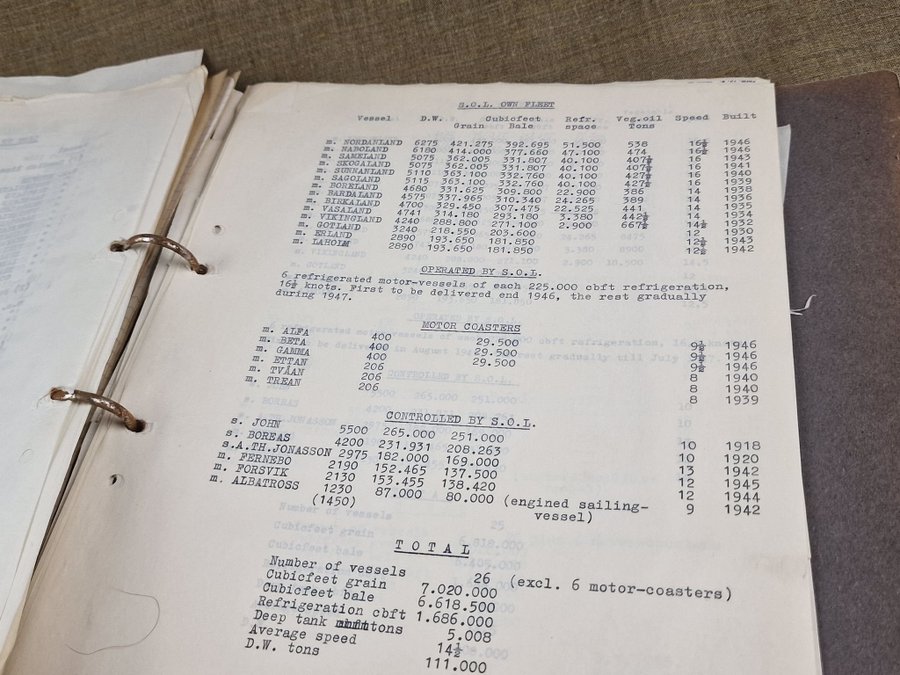 S.O.L. OWN FLEET
Vessel D.W. Cubicfeet Refr. Veg.oil Speed Built
Grain Bale space Tons
m. NORDANLAND 6275 421.275 392.695 51.500 538 16½ 1946
m. NABOLAND 6180 414.000 377.660 47.100 474 16½ 1946
m. SAMELAND 5075 362.005 331.807 40.100 407½ 16 1943
m. SKOGALAND 5075 362.005 331.807 40.100 407½ 16 1941
m. SUNNANLAND 5110 363.100 332.760 40.100 427½ 16 1940
m. SAGOLAND 5115 363.100 332.760 40.100 427½ 16 1939
m. BORELAND 4680 331.625 309.800 22.900 386 14 1938
m. BARDALAND 4575 337.965 310.340 24.265 389 14 1936
m. BIRKALAND 4700 329.450 307.475 22.525 441 14 1935
m. VASALAND 4741 314.180 293.180 3.380 442½ 14 1934
m. VIKINGLAND 4240 288.800 271.100 2.900 667½ 14½ 1932
m. GOTLAND 3240 218.550 203.600 12 1930
m. ERLAND 2890 193.650 181.850 12½ 1943
m. LAHOLM 2890 193.650 181.850 12½ 1942
OPERATED BY S.O.L.
6 refrigerated motor-vessels of each 225.000 cbft refrigeration,
16½ knots. First to be delivered end 1946, the rest gradually
during 1947.
MOTOR COASTERS
m. ALFA 400 29.500 9½ 1946
m. BETA 400 29.500 9½ 1946
m. GAMMA 400 29.500 9½ 1946
m. ETTAN 206 8 1940
m. TVÅAN 206 8 1940
m. TREAN 206 8 1939
CONTROLLED BY S.O.L.
s. JOHN 5500 265.000 251.000 10 1918
s. BOREAS 4200 231.931 208.263 10 1920
s.A.TH.JONASSON 2975 182.000 169.000 13 1942
m. FERNEBO 2190 152.465 137.500 12 1945
m. FORSVIK 2130 153.455 138.420 12 1944
m. ALBATROSS 1230 87.000 80.000 (engined sailing- 9 1942
(1450) vessel)
TOTAL
Number of vessels 26 (excl. 6 motor-coasters)
Cubicfeet grain 7.020.000
Cubicfeet bale 6.618.500
Refrigeration cbft 1.686.000
Deep tank tons 5.008
Average speed 14½
D.W. tons 111.000